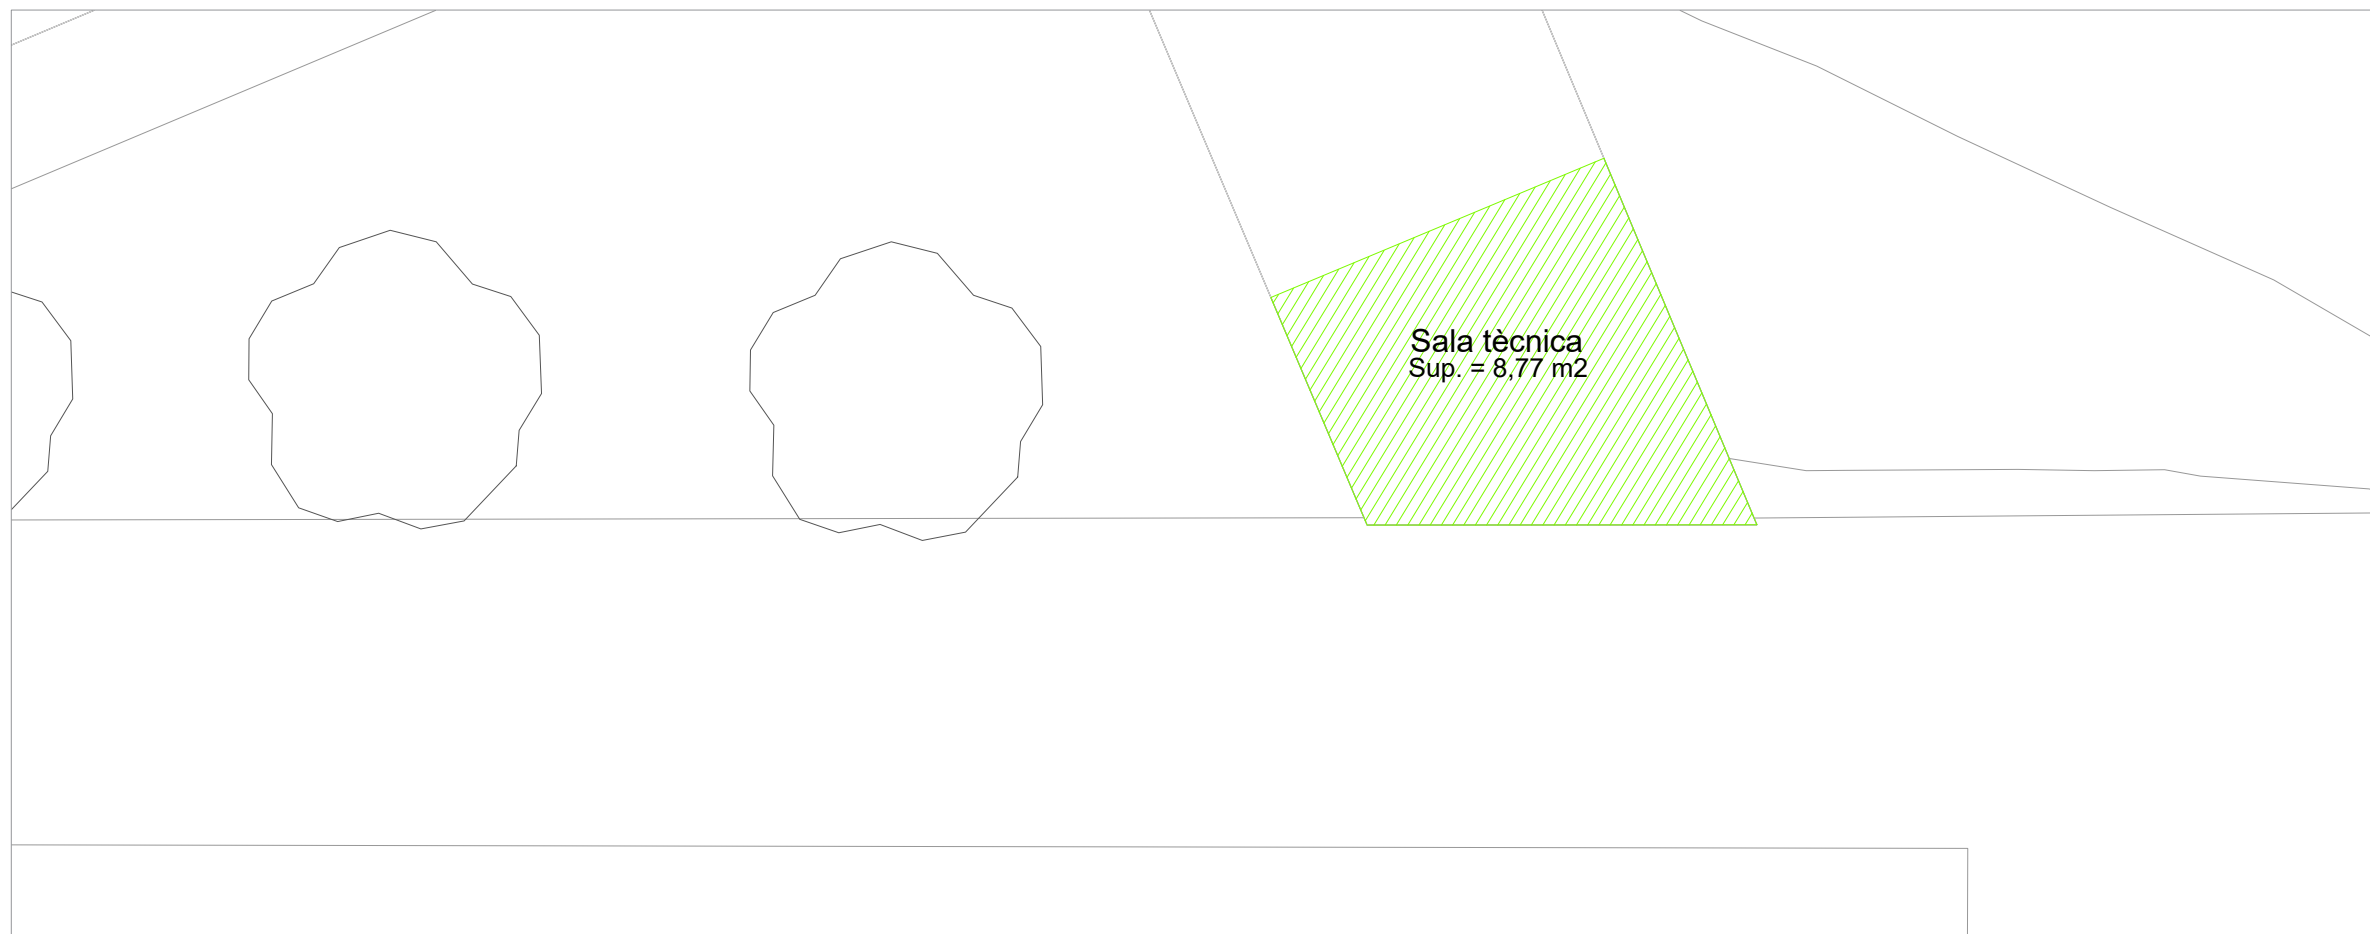 Sala tècnica
Sup. = 8,77 m2